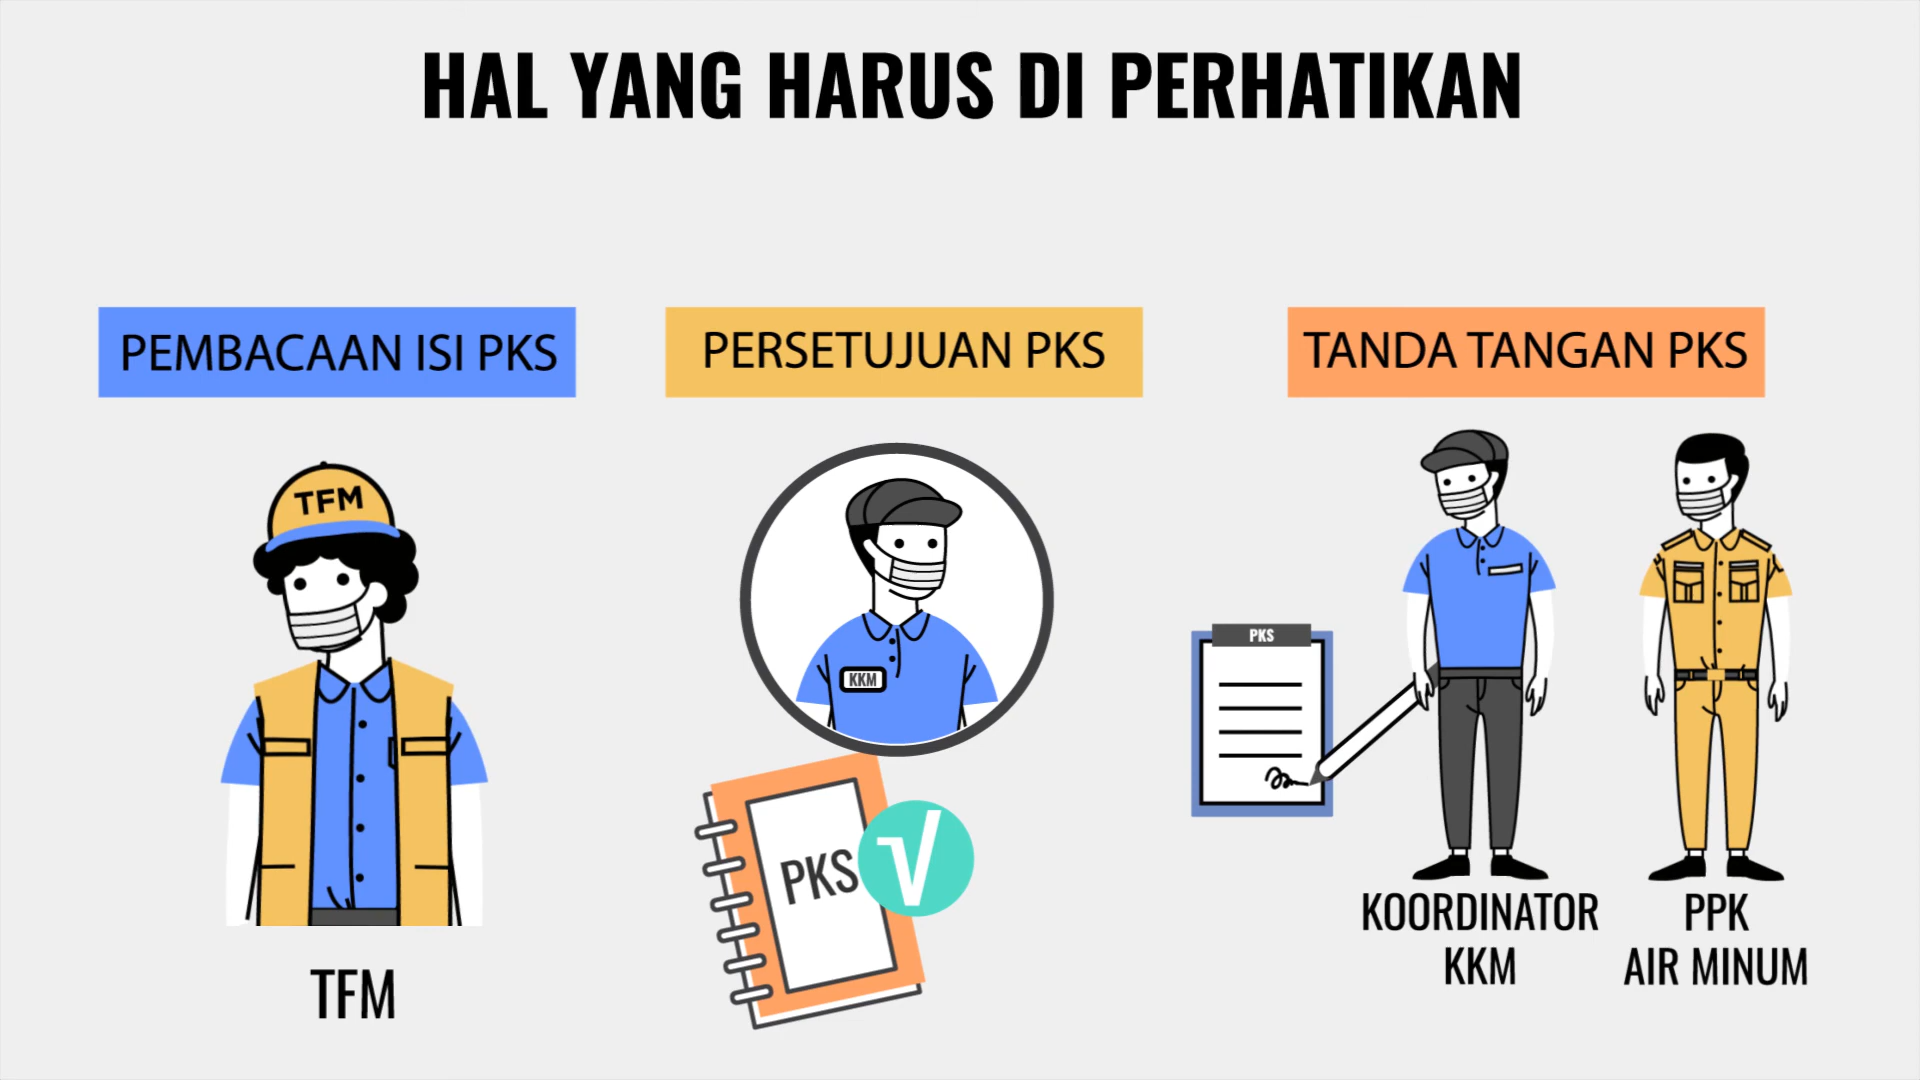 HAL YANG HARUS DI PERHATIKAN
PEMBACAAN ISI PKS
TFM
TFM
PERSETUJUAN PKS
KKM
PKS
TANDA TANGAN PKS
PKS
KOORDINATOR
KKM
PPK
AIR MINUM